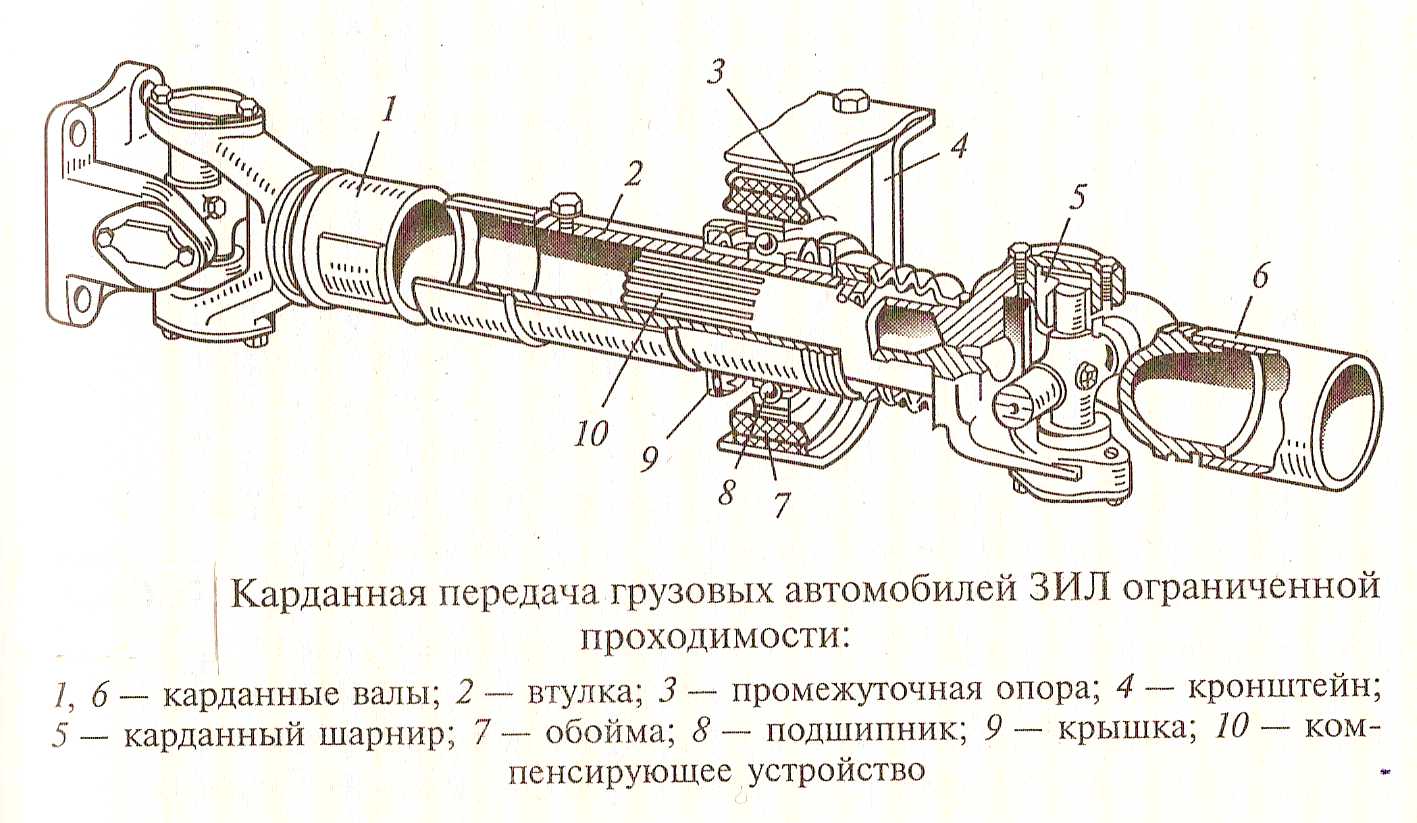 3
1
4
2
5
6
10
9
8
7
Карданная передача грузовых автомобилей ЗИЛ ограниченной
проходимости:
1, 6 — карданные валы; 2 — втулка; 3 — промежуточная опора; 4 — кронштейн;
5 — карданный шарнир; 7 — обойма; 8 — подшипник; 9 — крышка; 10 — ком-
пенсирующее устройство